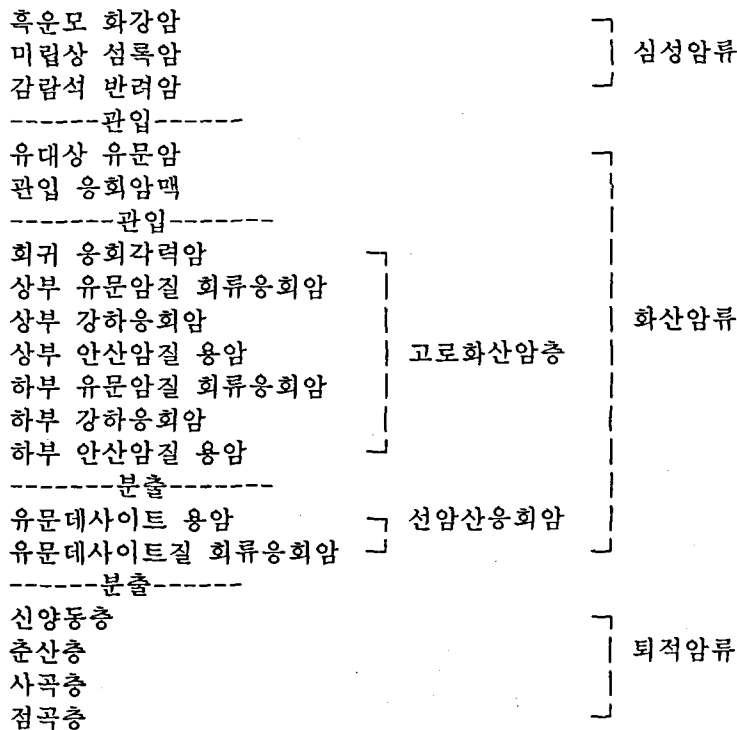 흑운모 화강암
미립상 섬록암 심성암류
감람석 반려암
------관입------
유대상 유문암
관입 응회암맥
-------관입-------
회귀 응회각력암
상부 유문암질 회류응회암
상부 강하응회암 화산암류
상부 안산암질 용암 고로화산암층
하부 유문암질 회류응회암
하부 강하응회암
하부 안산암질 용암
-------분출-------
유문데사이트 용암 선암산응회암
유문데사이트질 회류응회암
------분출------
신양동층
춘산층 퇴적암류
사곡층
점곡층